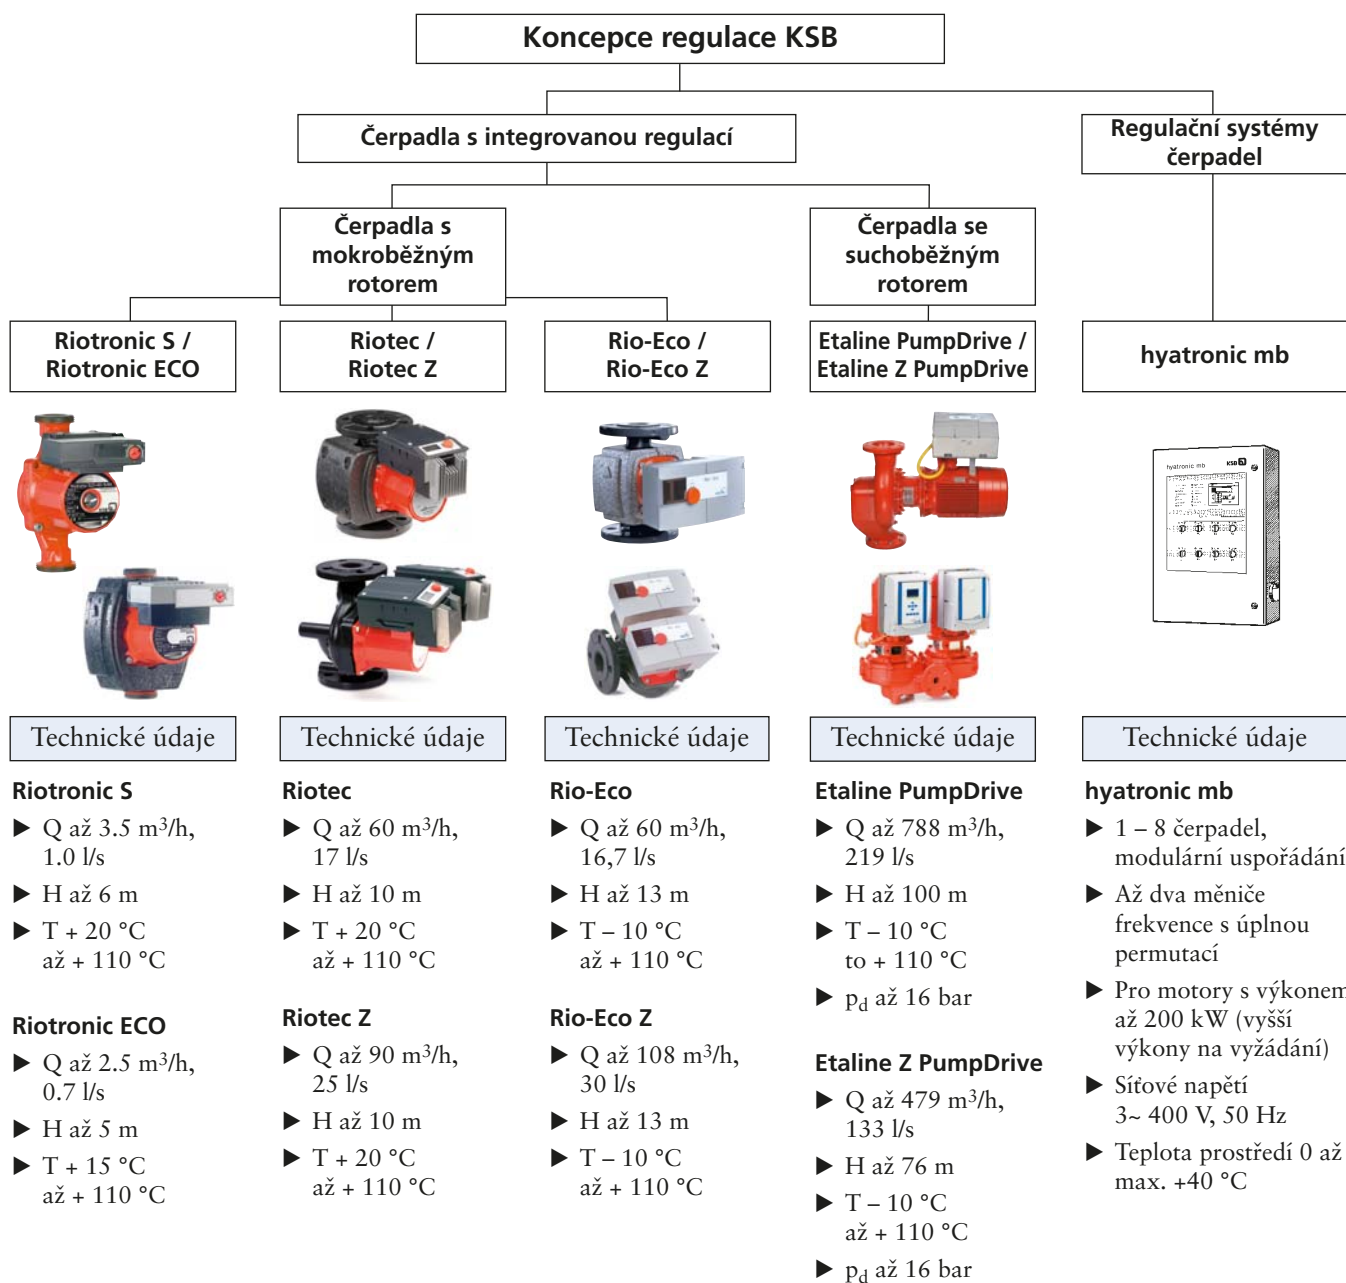 Koncepce regulace KSB
Čerpadla s integrovanou regulací
Regulační systémy
čerpadel
Čerpadla s
mokroběžným
rotorem
Čerpadla se
suchoběžným
rotorem
Riotronic S /
Riotronic ECO
Riotec /
Riotec Z
Rio-Eco /
Rio-Eco Z
Etaline PumpDrive /
Etaline Z PumpDrive
hyatronic mb
hyatronic mb
KSB
Technické údaje
Riotronic S
▶ Q až 3.5 m³/h,
1.0 l/s
▶ H až 6 m
▶ T + 20 °C
až + 110 °C
Riotronic ECO
▶ Q až 2.5 m³/h,
0.7 l/s
▶ H až 5 m
▶ T + 15 °C
až + 110 °C
Technické údaje
Riotec
▶ Q až 60 m³/h,
17 l/s
▶ H až 10 m
▶ T + 20 °C
až + 110 °C
Riotec Z
▶ Q až 90 m³/h,
25 l/s
▶ H až 10 m
▶ T + 20 °C
až + 110 °C
Technické údaje
Rio-Eco
▶ Q až 60 m³/h,
16,7 l/s
▶ H až 13 m
▶ T – 10 °C
až + 110 °C
Rio-Eco Z
▶ Q až 108 m³/h,
30 l/s
▶ H až 13 m
▶ T – 10 °C
až + 110 °C
Technické údaje
Etaline PumpDrive
▶ Q až 788 m³/h,
219 l/s
▶ H až 100 m
▶ T – 10 °C
to + 110 °C
▶ p_d až 16 bar
Etaline Z PumpDrive
▶ Q až 479 m³/h,
133 l/s
▶ H až 76 m
▶ T – 10 °C
až + 110 °C
▶ p_d až 16 bar
Technické údaje
hyatronic mb
▶ 1 – 8 čerpadel,
modulární uspořádání
▶ Až dva měniče
frekvence s úplnou
permutací
▶ Pro motory s výkonem
až 200 kW (vyšší
výkony na vyžádání)
▶ Síťové napětí
3~ 400 V, 50 Hz
▶ Teplota prostředí 0 až
max. +40 °C